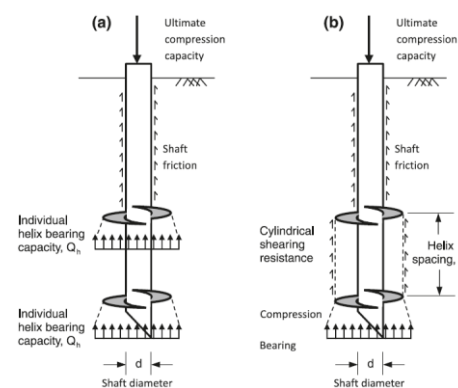 (a)
Ultimate
compression
capacity
Shaft
friction
Individual
helix bearing
capacity, Qh
Individual
helix bearing
capacity, Qh
d
Shaft diameter
(b)
Ultimate
compression
capacity
Shaft
friction
Cylindrical
shearing
resistance
Helix
spacing,
Compression
Bearing
d
Shaft diameter